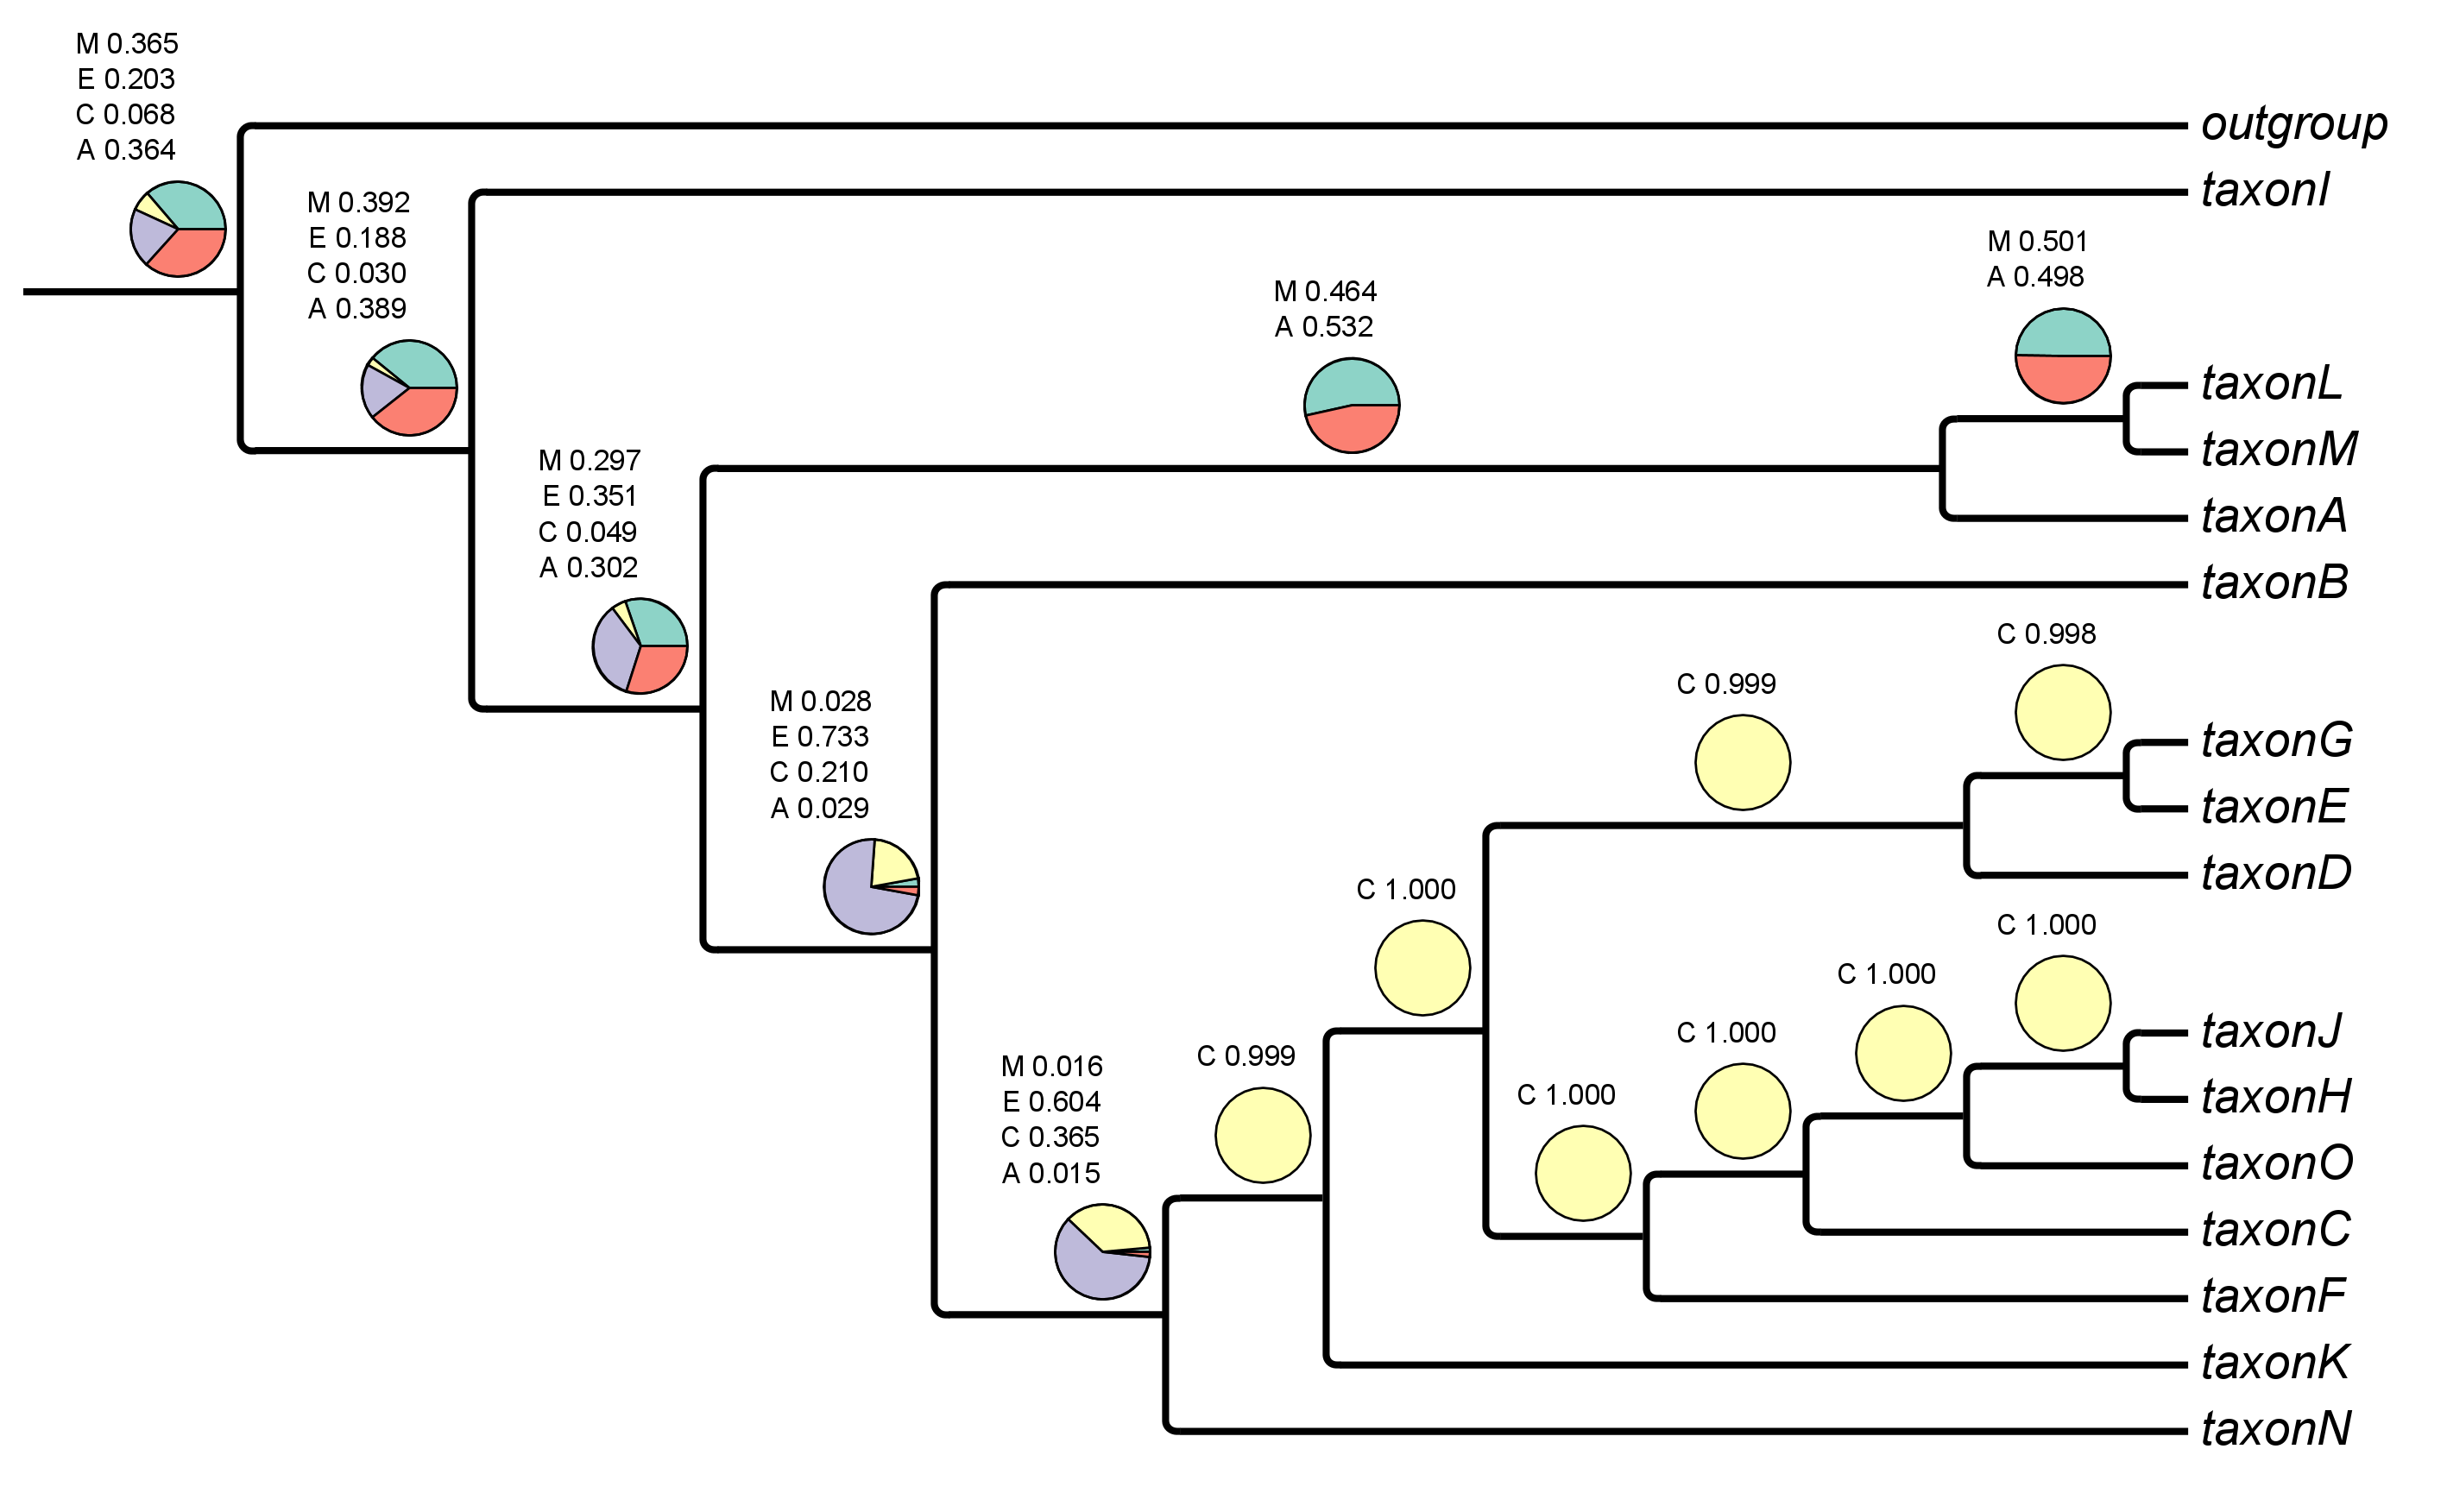 M 0.365
E 0.203
C 0.068
A 0.364
outgroup
taxonI
M 0.392
E 0.188
C 0.030
A 0.389
M 0.501
A 0.498
M 0.464
A 0.532
taxonL
taxonM
taxonA
M 0.297
E 0.351
C 0.049
A 0.302
taxonB
C 0.998
C 0.999
M 0.028
E 0.733
C 0.210
A 0.029
taxonG
taxonE
taxonD
C 1.000
C 1.000
C 1.000
C 1.000
C 1.000
C 0.999
M 0.016
E 0.604
C 0.365
A 0.015
taxonJ
taxonH
taxonO
taxonC
taxonF
taxonK
taxonN